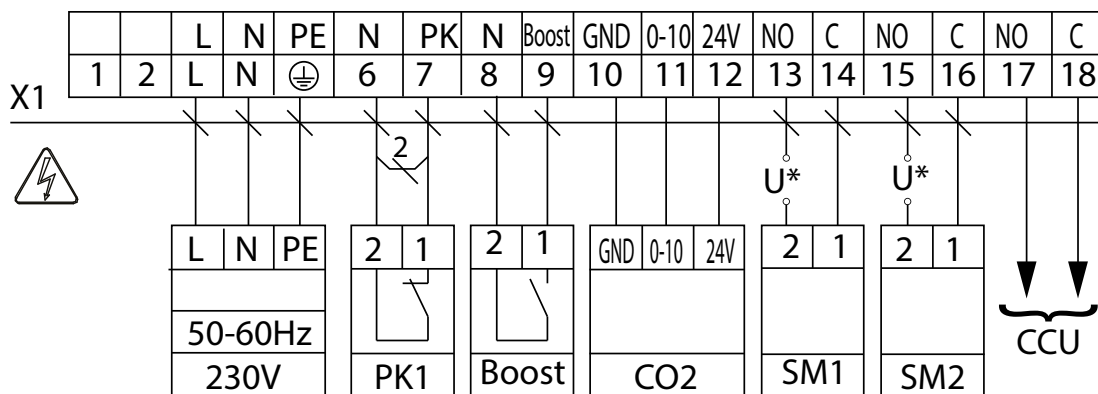 L N PE N PK N Boost GND 0-10 24V NO C NO C NO C
1 2 L N 6 7 8 9 10 11 12 13 14 15 16 17 18
X1
2
U* U*
L N PE 2 1 2 1 GND 0-10 24V 2 1 2 1
50-60Hz
230V PK1 Boost CO2 SM1 SM2 CCU